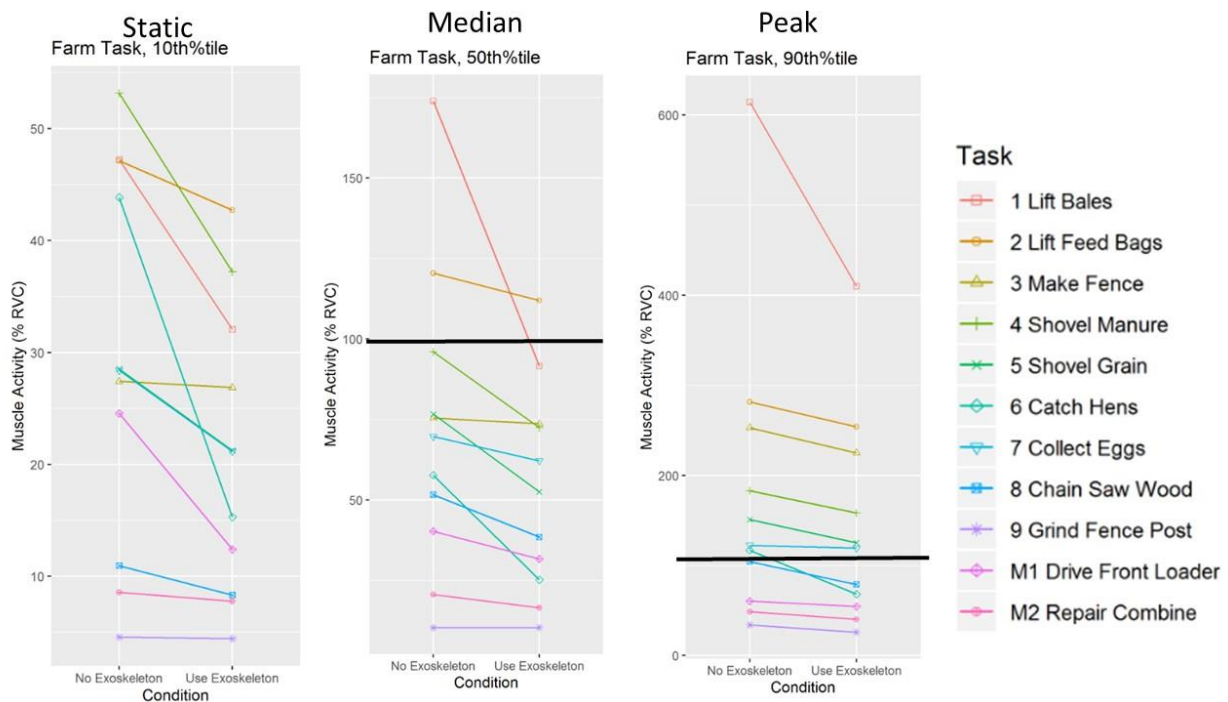 Static
Farm Task, 10th%tile
Muscle Activity (% RVC)
50
40
30
20
10
No Exoskeleton Use Exoskeleton
Condition
Median
Farm Task, 50th%tile
Muscle Activity (% RVC)
150
100
50
No Exoskeleton Use Exoskeleton
Condition
Peak
Farm Task, 90th%tile
Muscle Activity (% RVC)
600
400
200
0
No Exoskeleton Use Exoskeleton
Condition
Task
1 Lift Bales
2 Lift Feed Bags
3 Make Fence
4 Shovel Manure
5 Shovel Grain
6 Catch Hens
7 Collect Eggs
8 Chain Saw Wood
9 Grind Fence Post
M1 Drive Front Loader
M2 Repair Combine